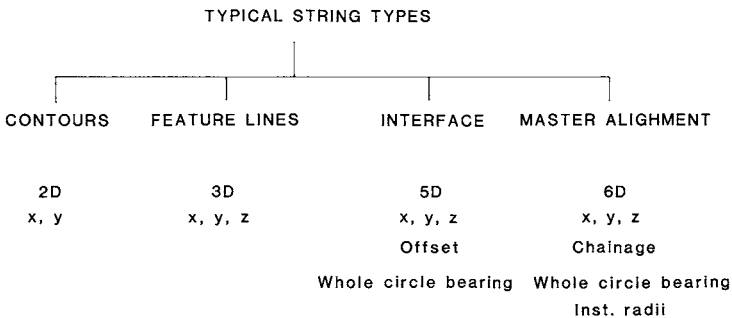 TYPICAL STRING TYPES
CONTOURS FEATURE LINES INTERFACE MASTER ALIGHMENT
2D 3D 5D 6D
x, y x, y, z x, y, z x, y, z
Offset Chainage
Whole circle bearing Whole circle bearing
Inst. radii